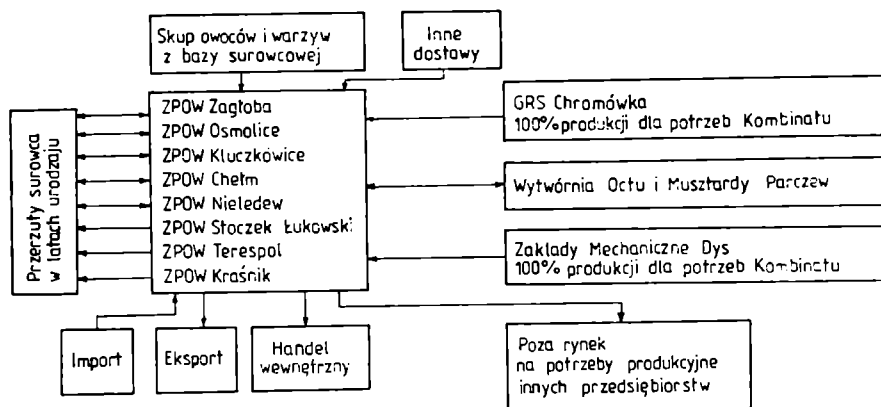 Skup owoców i warzyw
z bazy surowcowej
Inne
dostawy
Przerzuty surowca
w latach urodzaju
ZPOW Zagłoba
ZPOW Osmolice
ZPOW Kluczkówice
ZPOW Chełm
ZPOW Nieledew
ZPOW Stoczek Łukowski
ZPOW Terespol
ZPOW Kraśnik
GRS Chromówka
100% produkcji dla potrzeb Kombinatu
Wytwórnia Octu i Musztardy Parczew
Zakłady Mechaniczne Dys
100% produkcji dla potrzeb Kombinatu
Import
Eksport
Handel
wewnętrzny
Poza rynek
na potrzeby produkcyjne
innych przedsiębiorstw